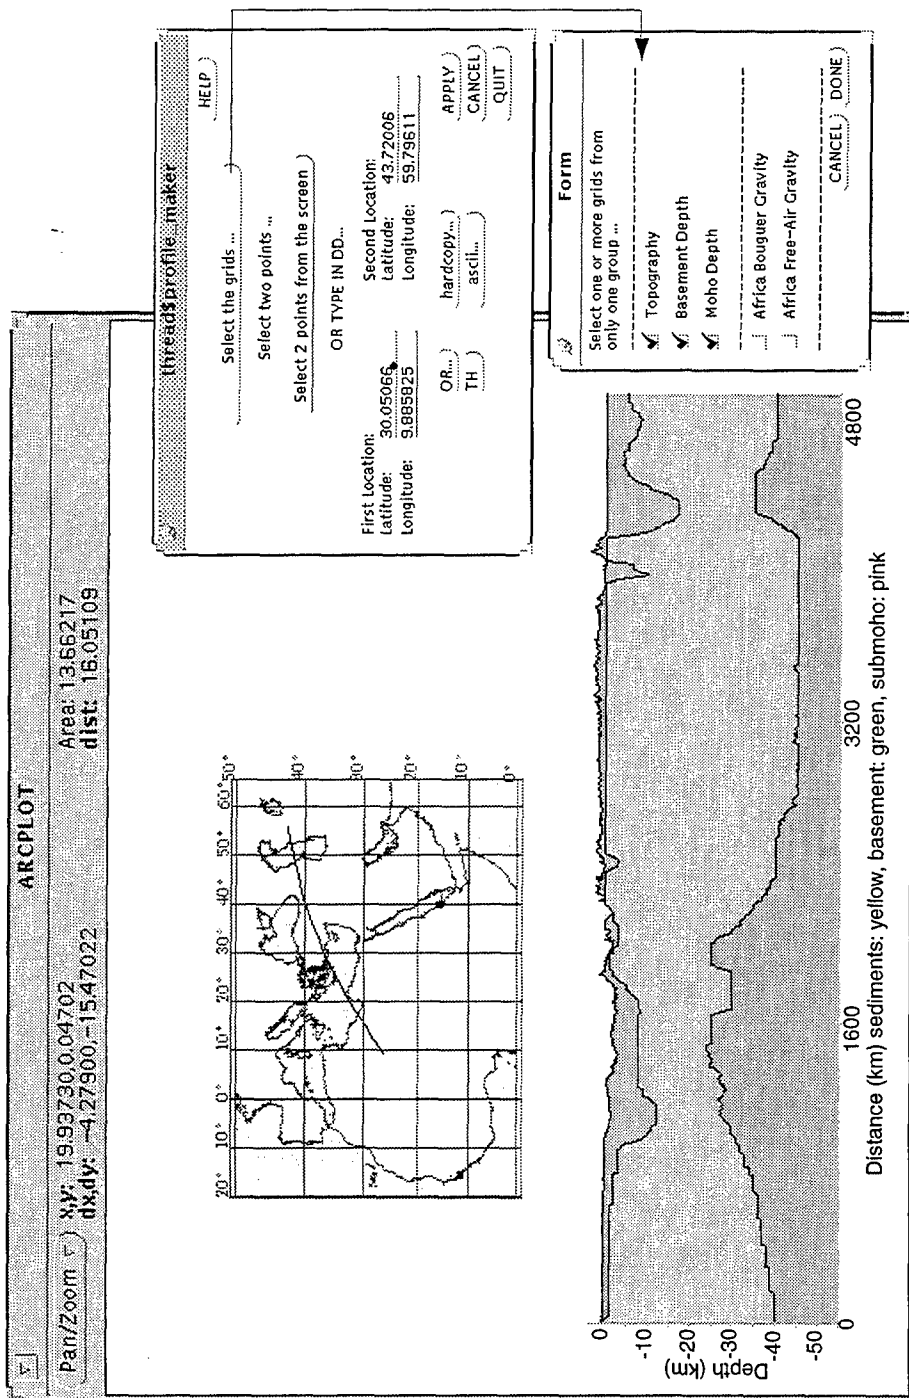 ARCPLOT
Pan/Zoom
x,y: 19.93730,0.04702
Area: 13.66217
dx,dy: -4.27900,-15.47022
dist: 16.05109
thread$profile_maker
HELP
Select the grids ...
Select two points ...
Select 2 points from the screen
OR TYPE IN DD...
First Location:
Second Location:
Latitude: 30.05066
Latitude: 43.72006
Longitude: 9.885825
Longitude: 59.79611
OR...
hardcopy...
APPLY
TH
ascii...
CANCEL
QUIT
20° 10° 0° 10° 20° 30° 40° 50° 60° 50°
40°
30°
20°
10°
0°
Form
Select one or more grids from
only one group ...
Topography
Basement Depth
Moho Depth
Africa Bouguer Gravity
Africa Free-Air Gravity
CANCEL DONE
Depth (km)
0
-10
-20
-30
-40
-50
0 1600 3200 4800
Distance (km) sediments: yellow, basement: green, submoho: pink